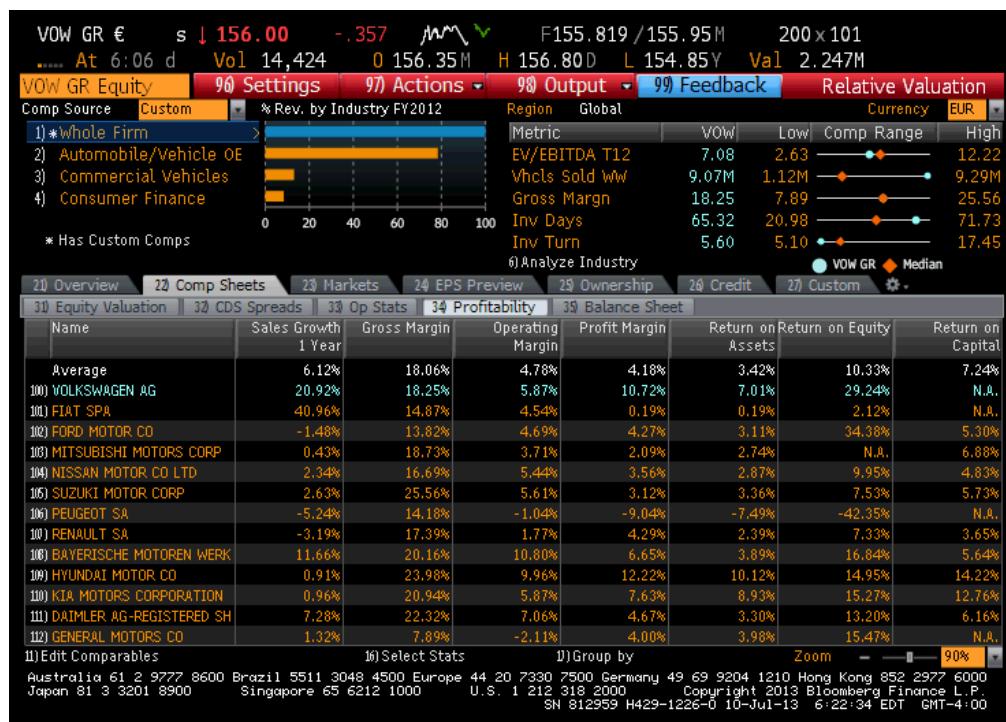 VOW GR € s ↓ 156.00 -.357 F155.819/155.95M 200x101
At 6:06 d Vol 14,424 O 156.35M H 156.80D L 154.85Y Val 2.247M
VOW GR Equity 96) Settings 97) Actions 98) Output 99) Feedback Relative Valuation
Comp Source Custom % Rev. by Industry FY2012 Region Global Currency EUR
1)*Whole Firm > Metric VOW Low Comp Range High
2) Automobile/Vehicle OE EV/EBITDA T12 7.08 2.63 12.22
3) Commercial Vehicles Vhcls Sold WW 9.07M 1.12M 9.29M
4) Consumer Finance Gross Margn 18.25 7.89 25.56
0 20 40 60 80 100 Inv Days 65.32 20.98 71.73
* Has Custom Comps Inv Turn 5.60 5.10 17.45
6)Analyze Industry VOW GR Median
21) Overview 22) Comp Sheets 23) Markets 24) EPS Preview 25) Ownership 26) Credit 27) Custom
31) Equity Valuation 32) CDS Spreads 33) Op Stats 34) Profitability 35) Balance Sheet
Name Sales Growth Gross Margin Operating Profit Margin Return on Return on Equity Return on
1 Year Margin Assets Capital
Average 6.12% 18.06% 4.78% 4.18% 3.42% 10.33% 7.24%
100) VOLKSWAGEN AG 20.92% 18.25% 5.87% 10.72% 7.01% 29.24% N.A.
101) FIAT SPA 40.96% 14.87% 4.54% 0.19% 0.19% 2.12% N.A.
102) FORD MOTOR CO -1.48% 13.82% 4.69% 4.27% 3.11% 34.38% 5.30%
103) MITSUBISHI MOTORS CORP 0.43% 18.73% 3.71% 2.09% 2.74% N.A. 6.88%
104) NISSAN MOTOR CO LTD 2.34% 16.69% 5.44% 3.56% 2.87% 9.95% 4.83%
105) SUZUKI MOTOR CORP 2.63% 25.56% 5.61% 3.12% 3.36% 7.53% 5.73%
106) PEUGEOT SA -5.24% 14.18% -1.04% -9.04% -7.49% -42.35% N.A.
107) RENAULT SA -3.19% 17.39% 1.77% 4.29% 2.39% 7.33% 3.65%
108) BAYERISCHE MOTOREN WERK 11.66% 20.16% 10.80% 6.65% 3.89% 16.84% 5.64%
109) HYUNDAI MOTOR CO 0.91% 23.98% 9.96% 12.22% 10.12% 14.95% 14.22%
110) KIA MOTORS CORPORATION 0.96% 20.94% 5.87% 7.63% 8.93% 15.27% 12.76%
111) DAIMLER AG-REGISTERED SH 7.28% 22.32% 7.06% 4.67% 3.30% 13.20% 6.16%
112) GENERAL MOTORS CO 1.32% 7.89% -2.11% 4.00% 3.98% 15.47% N.A.
11)Edit Comparables 16)Select Stats 17)Group by Zoom 90%
Australia 61 2 9777 8600 Brazil 5511 3048 4500 Europe 44 20 7330 7500 Germany 49 69 9204 1210 Hong Kong 852 2977 6000
Japan 81 3 3201 8900 Singapore 65 6212 1000 U.S. 1 212 318 2000 Copyright 2013 Bloomberg Finance L.P.
SN 812959 H429-1226-0 10-Jul-13 6:22:34 EDT GMT-4:00